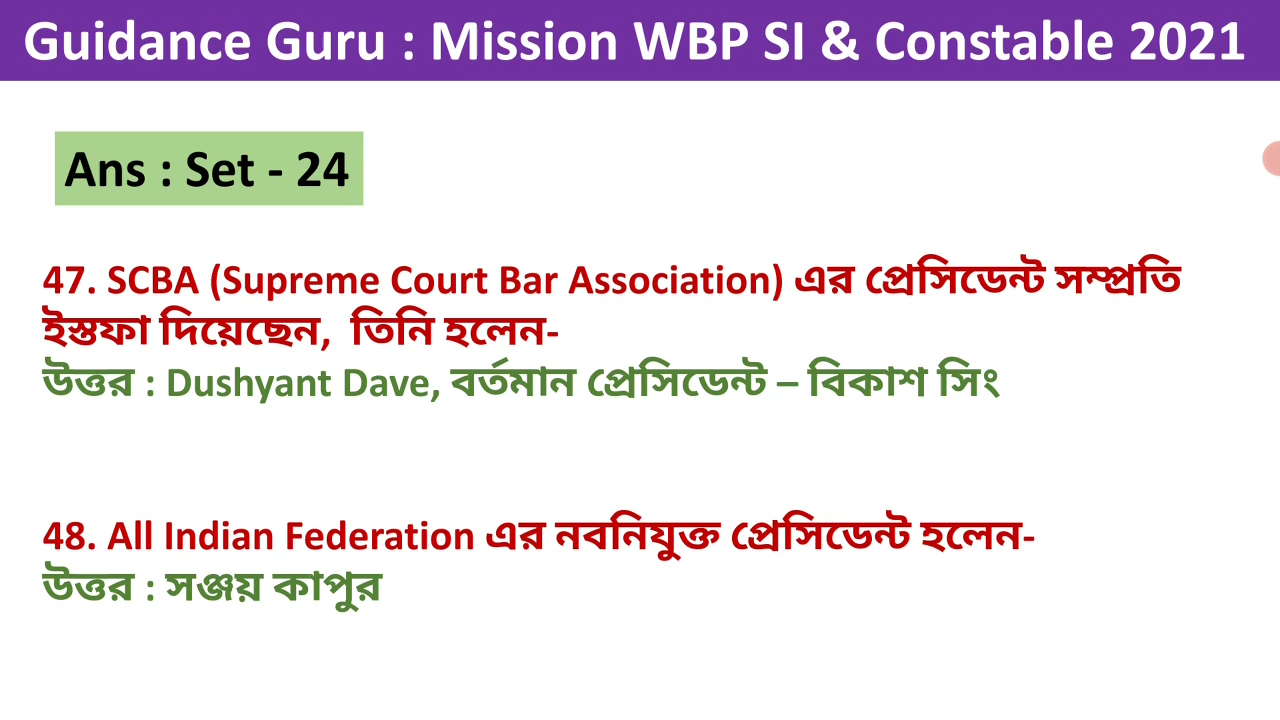 Guidance Guru : Mission WBP SI & Constable 2021
Ans : Set - 24
47. SCBA (Supreme Court Bar Association) এর প্রেসিডেন্ট সম্প্রতি
ইস্তফা দিয়েছেন, তিনি হলেন-
উত্তর : Dushyant Dave, বর্তমান প্রেসিডেন্ট – বিকাশ সিং
48. All Indian Federation এর নবনিযুক্ত প্রেসিডেন্ট হলেন-
উত্তর : সঞ্জয় কাপুর